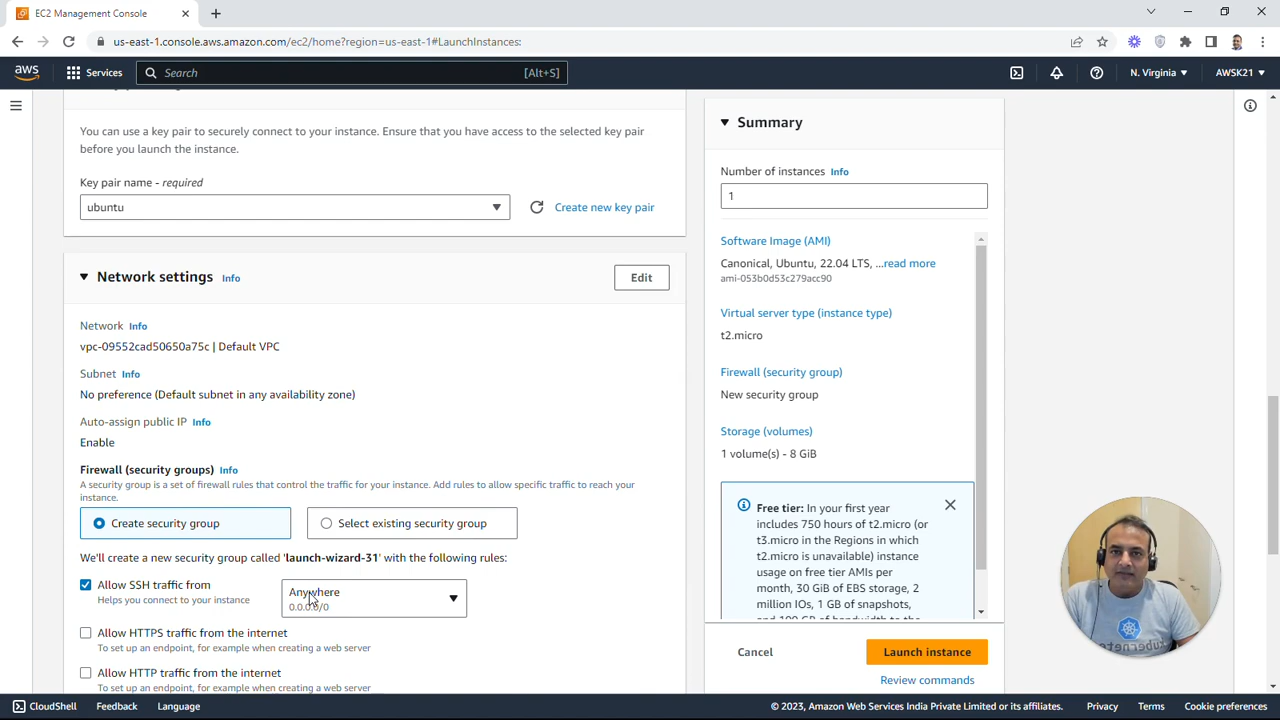 EC2 Management Console
us-east-1.console.aws.amazon.com/ec2/home?region=us-east-1#LaunchInstances:
aws
Services
Search
[Alt+S]
N. Virginia
AWSK21
You can use a key pair to securely connect to your instance. Ensure that you have access to the selected key pair
before you launch the instance.
Key pair name - required
ubuntu
Create new key pair
Network settings Info
Edit
Network Info
vpc-09552cad50650a75c | Default VPC
Subnet Info
No preference (Default subnet in any availability zone)
Auto-assign public IP Info
Enable
Firewall (security groups) Info
A security group is a set of firewall rules that control the traffic for your instance. Add rules to allow specific traffic to reach your
instance.
Create security group
Select existing security group
We'll create a new security group called 'launch-wizard-31' with the following rules:
Allow SSH traffic from
Helps you connect to your instance
Anywhere
0.0.0.0/0
Allow HTTPS traffic from the internet
To set up an endpoint, for example when creating a web server
Allow HTTP traffic from the internet
To set up an endpoint, for example when creating a web server
Summary
Number of instances Info
1
Software Image (AMI)
Canonical, Ubuntu, 22.04 LTS, ...read more
ami-053b0d53c279acc90
Virtual server type (instance type)
t2.micro
Firewall (security group)
New security group
Storage (volumes)
1 volume(s) - 8 GiB
Free tier: In your first year
includes 750 hours of t2.micro (or
t3.micro in the Regions in which
t2.micro is unavailable) instance
usage on free tier AMIs per
month, 30 GiB of EBS storage, 2
million IOs, 1 GB of snapshots,
and 100 GB of bandwidth to the
Cancel
Launch instance
Review commands
CloudShell
Feedback
Language
© 2023, Amazon Web Services India Private Limited or its affiliates.
Privacy
Terms
Cookie preferences